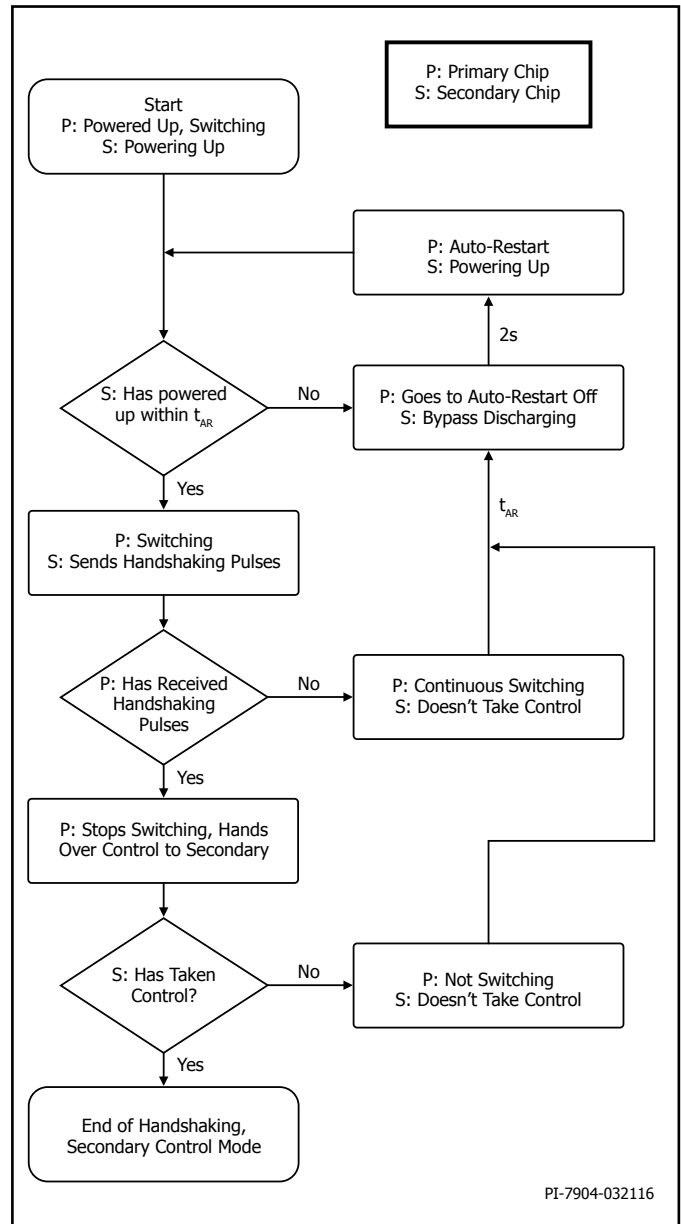 P: Primary Chip
S: Secondary Chip
Start
P: Powered Up, Switching
S: Powering Up
P: Auto-Restart
S: Powering Up
2s
S: Has powered
up within tAR
No
P: Goes to Auto-Restart Off
S: Bypass Discharging
Yes
tAR
P: Switching
S: Sends Handshaking Pulses
P: Has Received
Handshaking
Pulses
No
P: Continuous Switching
S: Doesn't Take Control
Yes
P: Stops Switching, Hands
Over Control to Secondary
S: Has Taken
Control?
No
P: Not Switching
S: Doesn't Take Control
Yes
End of Handshaking,
Secondary Control Mode
PI-7904-032116